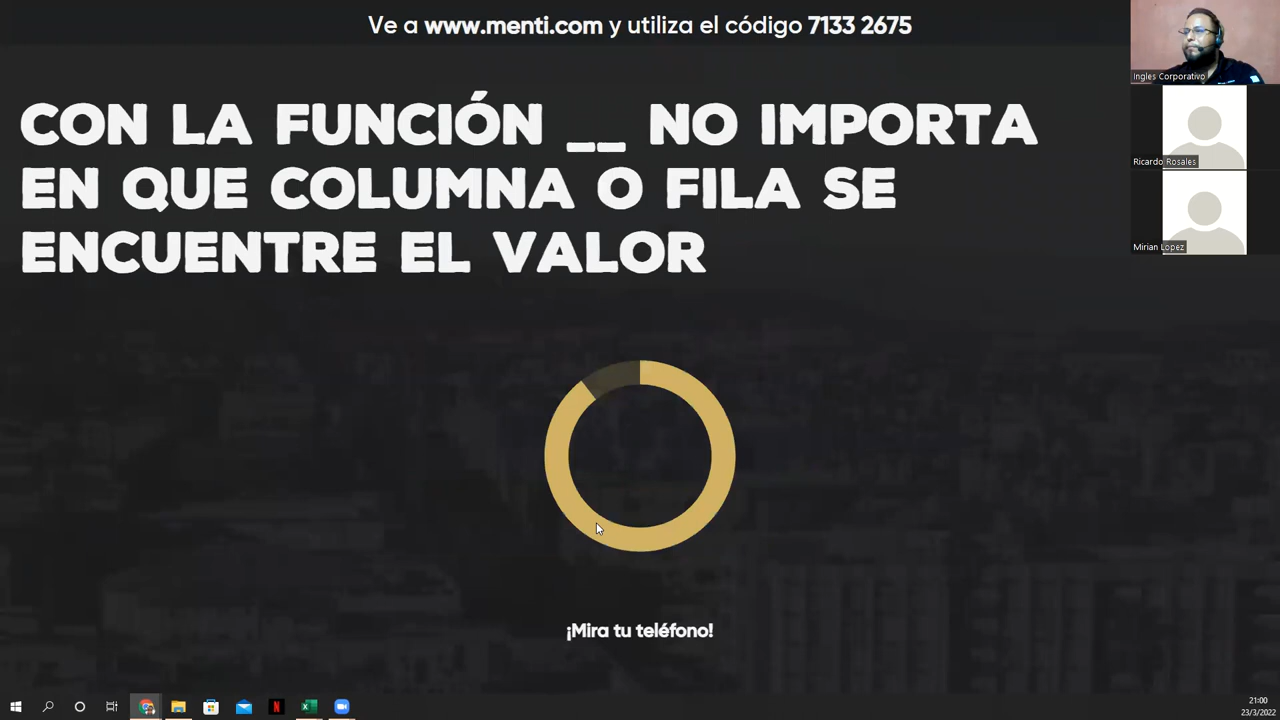 Ve a www.menti.com y utiliza el código 7133 2675
CON LA FUNCIÓN __ NO IMPORTA
EN QUE COLUMNA O FILA SE
ENCUENTRE EL VALOR
¡Mira tu teléfono!
Ingles Corporativo
Ricardo Rosales
Mirian Lopez
21:00
23/3/2022